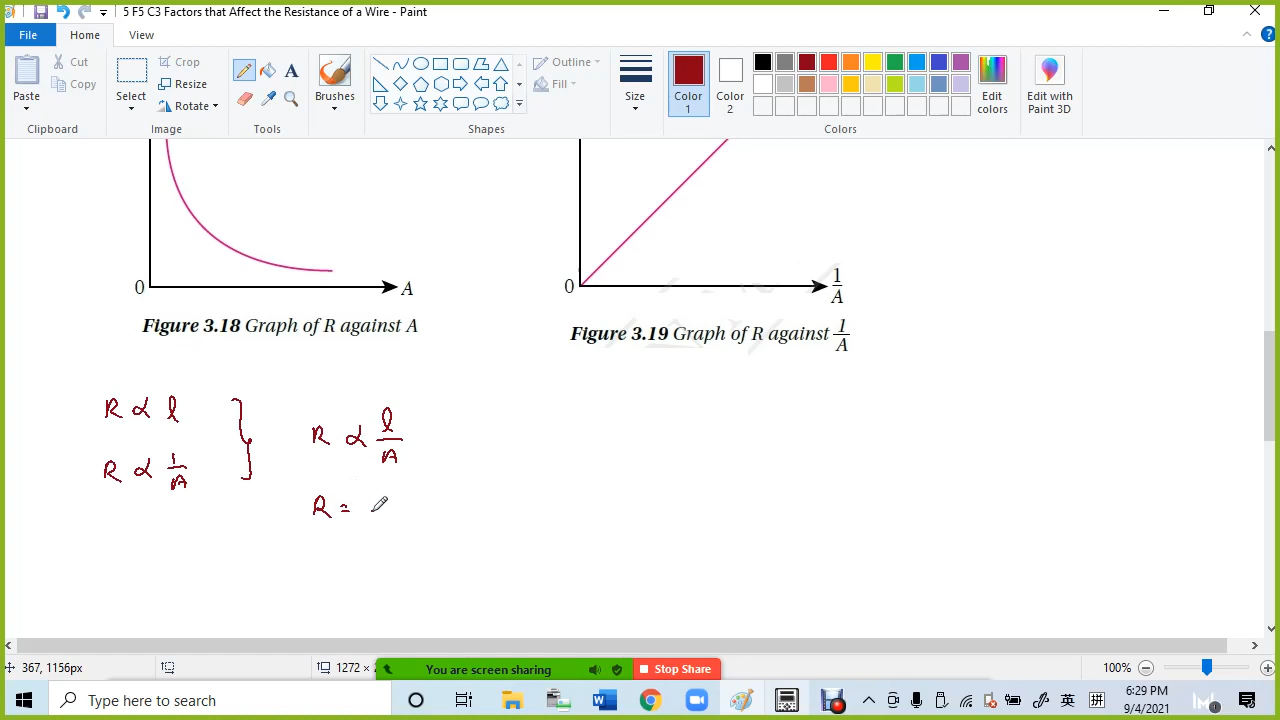 5 F5 C3 Factors that Affect the Resistance of a Wire - Paint
File Home View
Paste
Cut
Copy
Clipboard
Select
Crop
Resize
Rotate
Image
A
Tools
Brushes
Outline
Fill
Shapes
Size
Color 1
Color 2
Edit colors
Colors
Edit with Paint 3D
0 A
Figure 3.18 Graph of R against A
0 1/A
Figure 3.19 Graph of R against 1/A
R ∝ l
R ∝ 1/A
R ∝ l/A
R =
367, 1156px
1272 ×
You are screen sharing
Stop Share
100%
Type here to search
英
拼
6:29 PM
9/4/2021